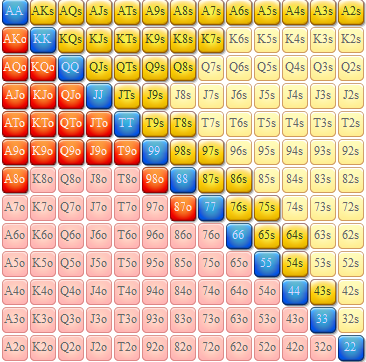 AA AKs AQs AJs ATs A9s A8s A7s A6s A5s A4s A3s A2s
AKo KK KQs KJs KTs K9s K8s K7s K6s K5s K4s K3s K2s
AQo KQo QQ QJs QTs Q9s Q8s Q7s Q6s Q5s Q4s Q3s Q2s
AJo KJo QJo JJ JTs J9s J8s J7s J6s J5s J4s J3s J2s
ATo KTo QTo JTo TT T9s T8s T7s T6s T5s T4s T3s T2s
A9o K9o Q9o J9o T9o 99 98s 97s 96s 95s 94s 93s 92s
A8o K8o Q8o J8o T8o 98o 88 87s 86s 85s 84s 83s 82s
A7o K7o Q7o J7o T7o 97o 87o 77 76s 75s 74s 73s 72s
A6o K6o Q6o J6o T6o 96o 86o 76o 66 65s 64s 63s 62s
A5o K5o Q5o J5o T5o 95o 85o 75o 65o 55 54s 53s 52s
A4o K4o Q4o J4o T4o 94o 84o 74o 64o 54o 44 43s 42s
A3o K3o Q3o J3o T3o 93o 83o 73o 63o 53o 43o 33 32s
A2o K2o Q2o J2o T2o 92o 82o 72o 62o 52o 42o 32o 22